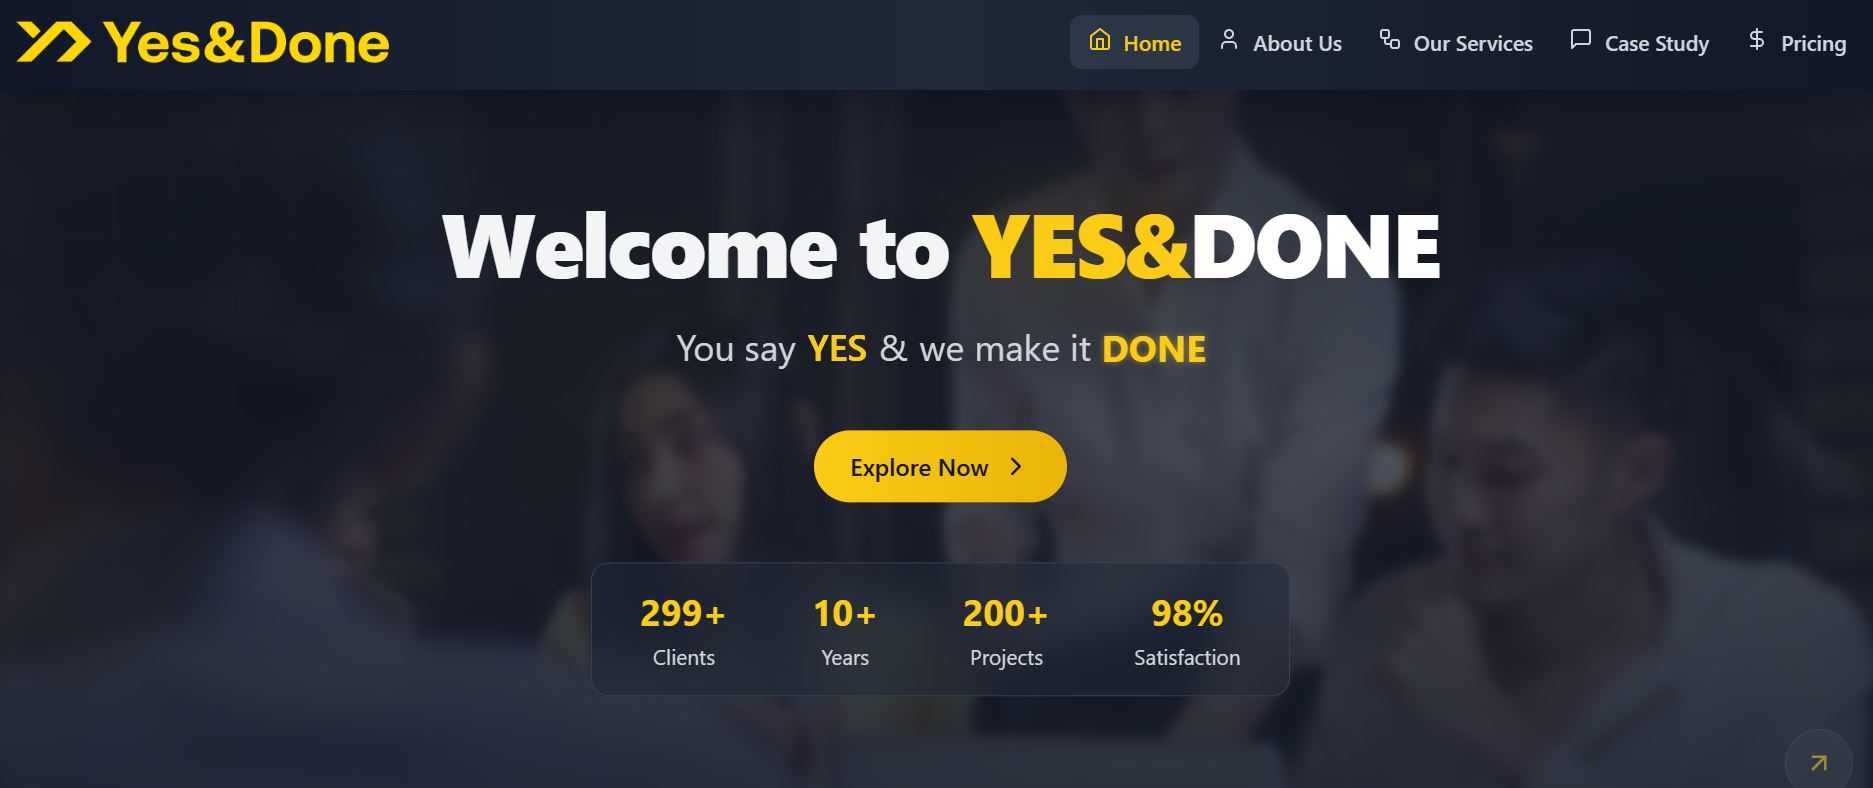 Yes&Done
Home
About Us
Our Services
Case Study
Pricing
Welcome to YES&DONE
You say YES & we make it DONE
Explore Now
299+
Clients
10+
Years
200+
Projects
98%
Satisfaction